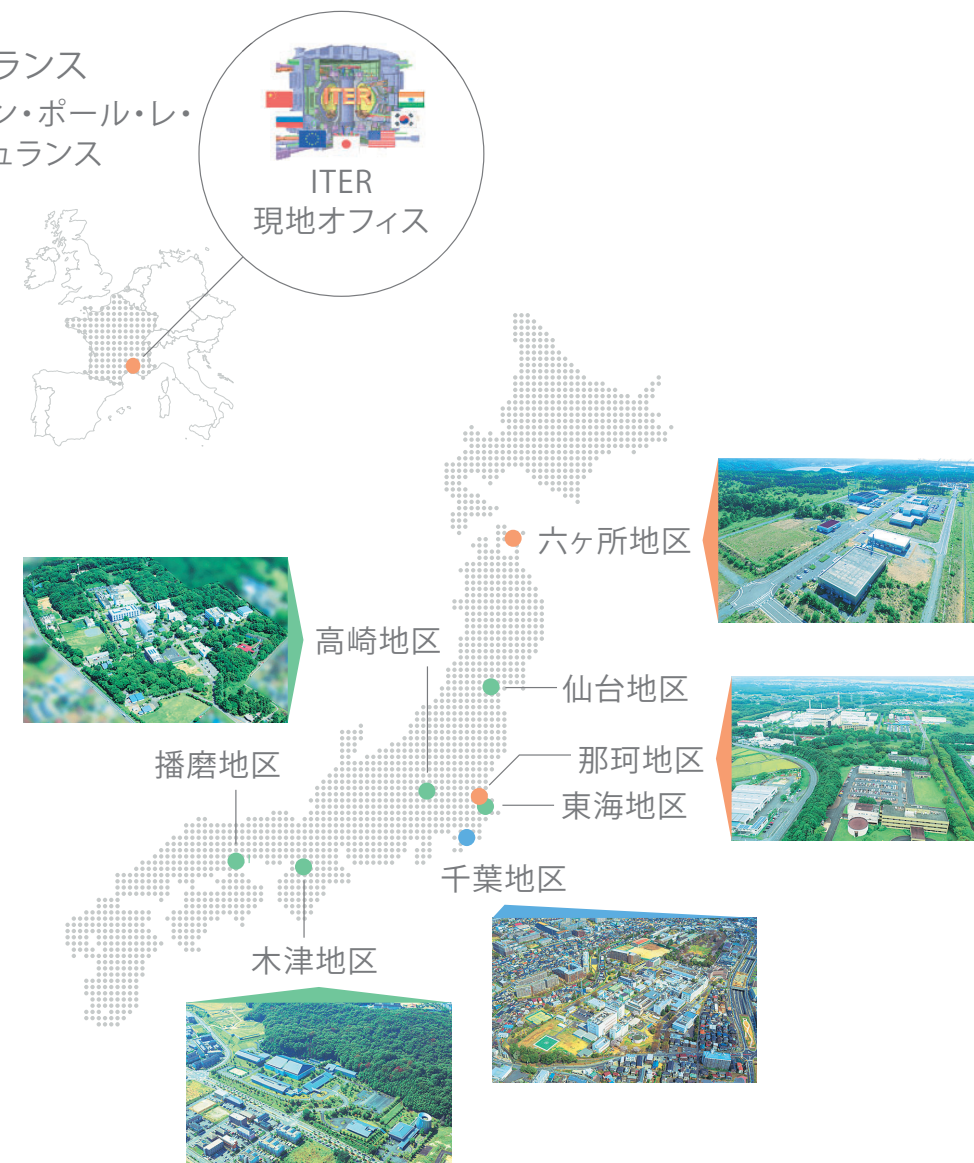 ランス
ン・ポール・レ・
ュランス
ITER
ITER
現地オフィス
六ヶ所地区
高崎地区
仙台地区
那珂地区
播磨地区
東海地区
千葉地区
木津地区